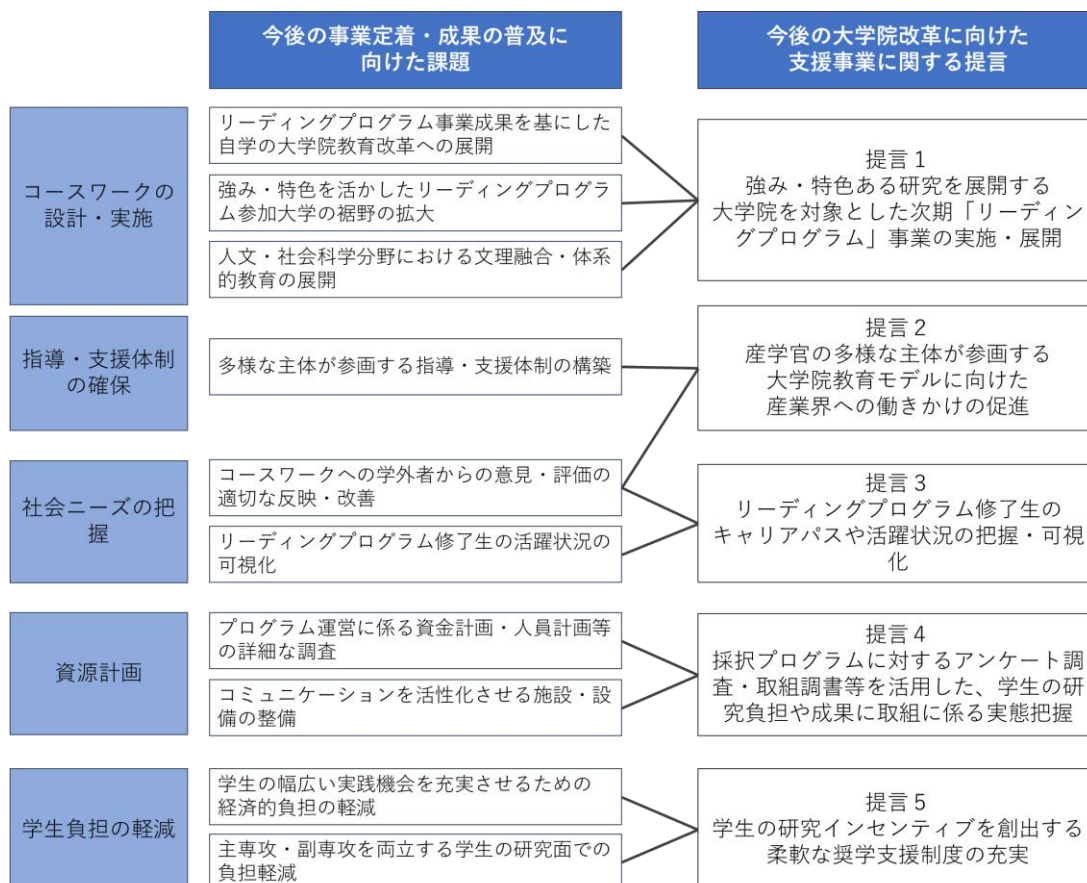 今後の事業定着・成果の普及に
向けた課題
今後の大学院改革に向けた
支援事業に関する提言
コースワークの
設計・実施
リーディングプログラム事業成果を基にした
自学の大学院教育改革への展開
強み・特色を活かしたリーディングプログラ
ム参加大学の裾野の拡大
人文・社会科学分野における文理融合・体系
的教育の展開
提言１
強み・特色ある研究を展開する
大学院を対象とした次期「リーディン
グプログラム」事業の実施・展開
指導・支援体制
の確保
多様な主体が参画する指導・支援体制の構築
提言２
産学官の多様な主体が参画する
大学院教育モデルに向けた
産業界への働きかけの促進
社会ニーズの把
握
コースワークへの学外者からの意見・評価の
適切な反映・改善
リーディングプログラム修了生の活躍状況の
可視化
提言３
リーディングプログラム修了生の
キャリアパスや活躍状況の把握・可視
化
資源計画
プログラム運営に係る資金計画・人員計画等
の詳細な調査
コミュニケーションを活性化させる施設・設
備の整備
提言４
採択プログラムに対するアンケート調
査・取組調書等を活用した、学生の研
究負担や成果に取組に係る実態把握
学生負担の軽減
学生の幅広い実践機会を充実させるための
経済的負担の軽減
主専攻・副専攻を両立する学生の研究面での
負担軽減
提言５
学生の研究インセンティブを創出する
柔軟な奨学支援制度の充実